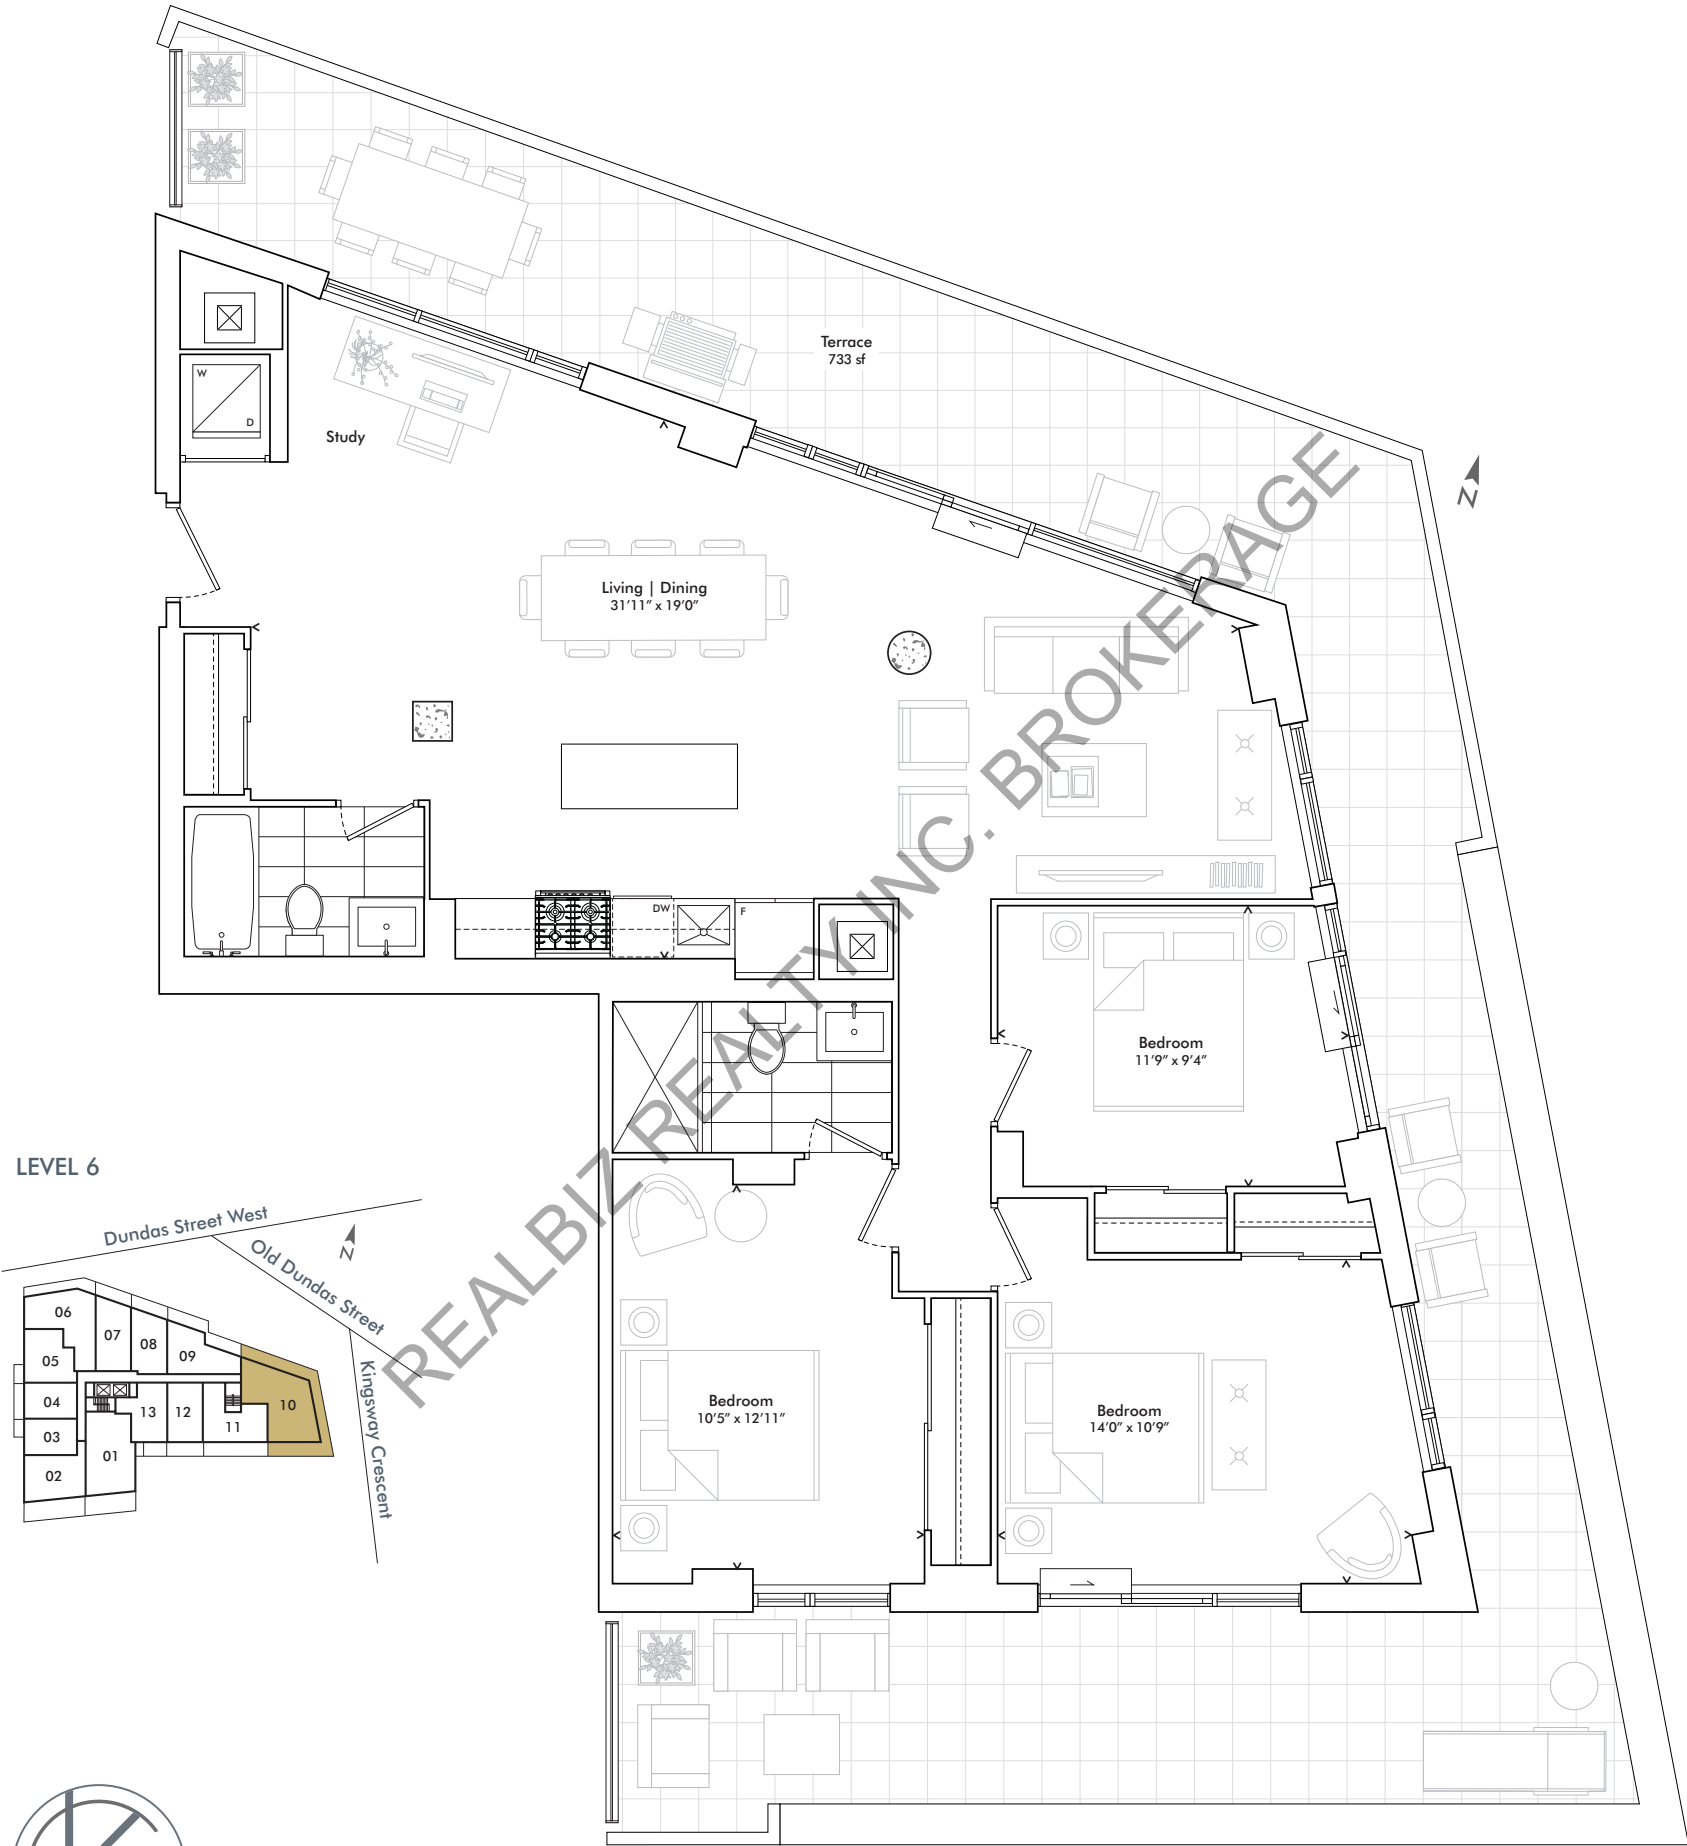 Terrace
733 sf
W
D
Study
N
Living | Dining
31'11" x 19'0"
DW
F
Bedroom
11'9" x 9'4"
Bedroom
10'5" x 12'11"
Bedroom
14'0" x 10'9"
REALBIZ REALTY INC. BROKERAGE
LEVEL 6
Dundas Street West
Old Dundas Street
Kingsway Crescent
N
06
07
08
09
05
04
03
02
01
13
12
11
10